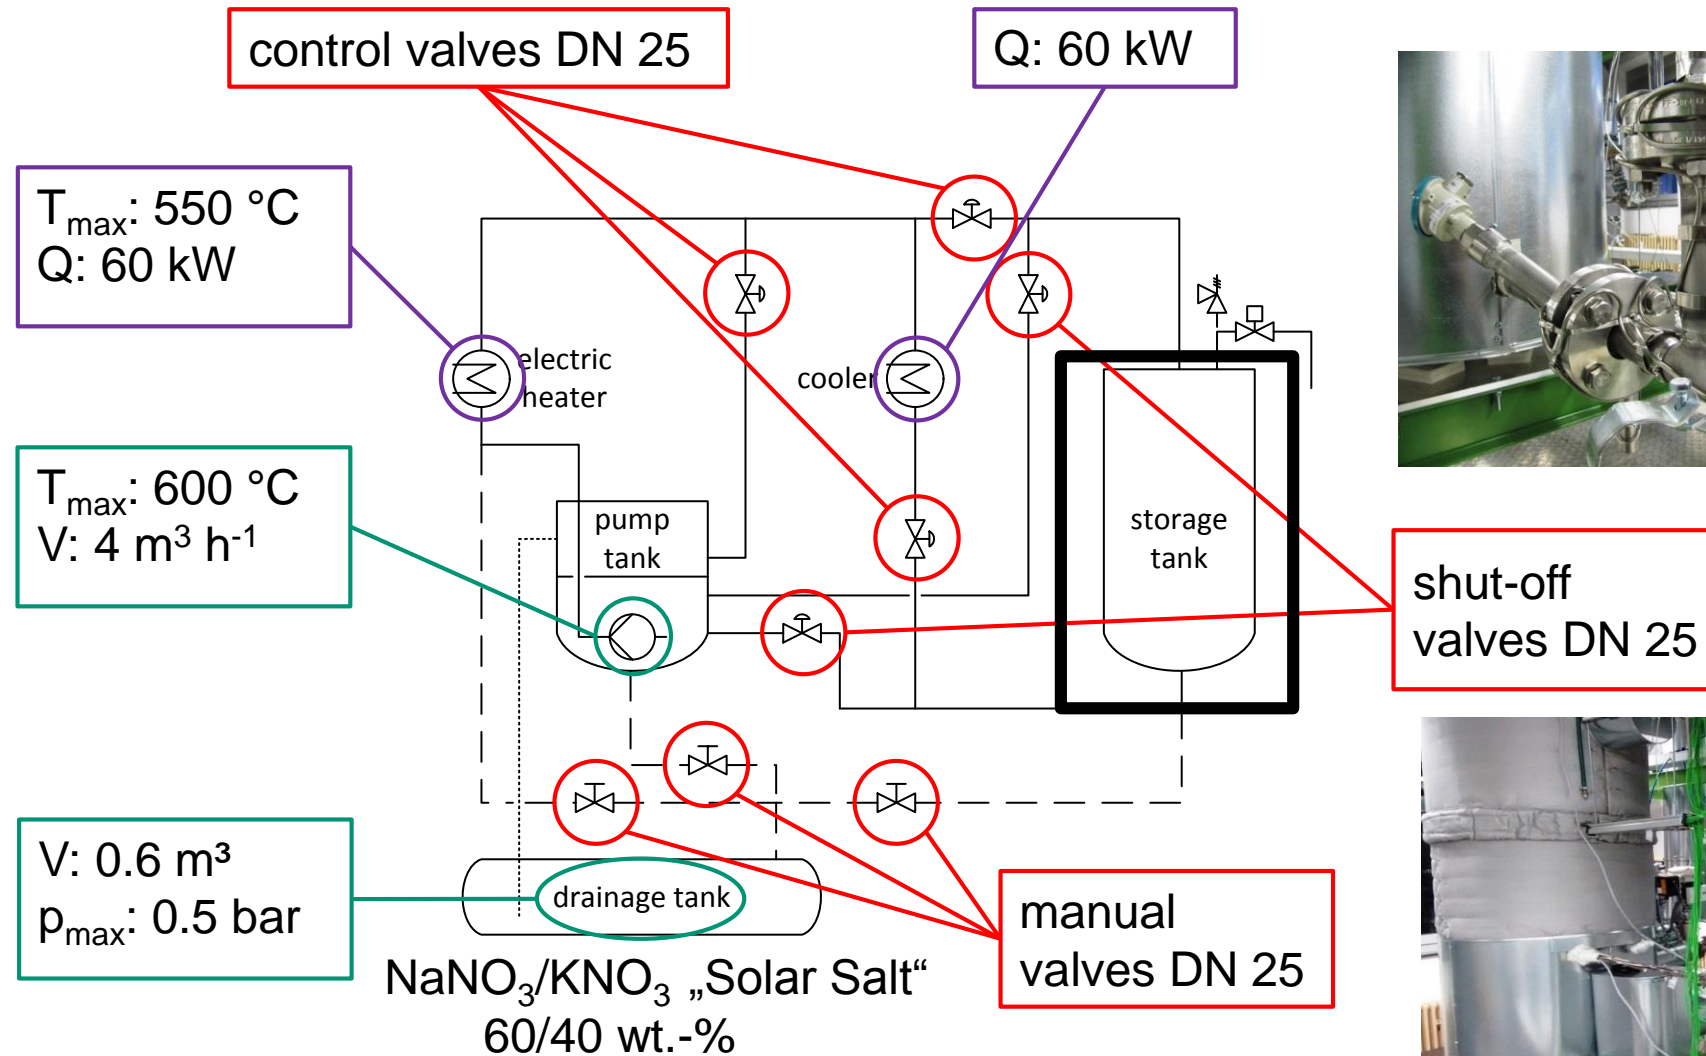 control valves DN 25
Q: 60 kW
Tmax: 550 °C
Q: 60 kW
electric
heater
cooler
Tmax: 600 °C
V: 4 m³ h-1
pump
tank
storage
tank
shut-off
valves DN 25
V: 0.6 m³
pmax: 0.5 bar
drainage tank
manual
valves DN 25
NaNO3/KNO3 „Solar Salt“
60/40 wt.-%